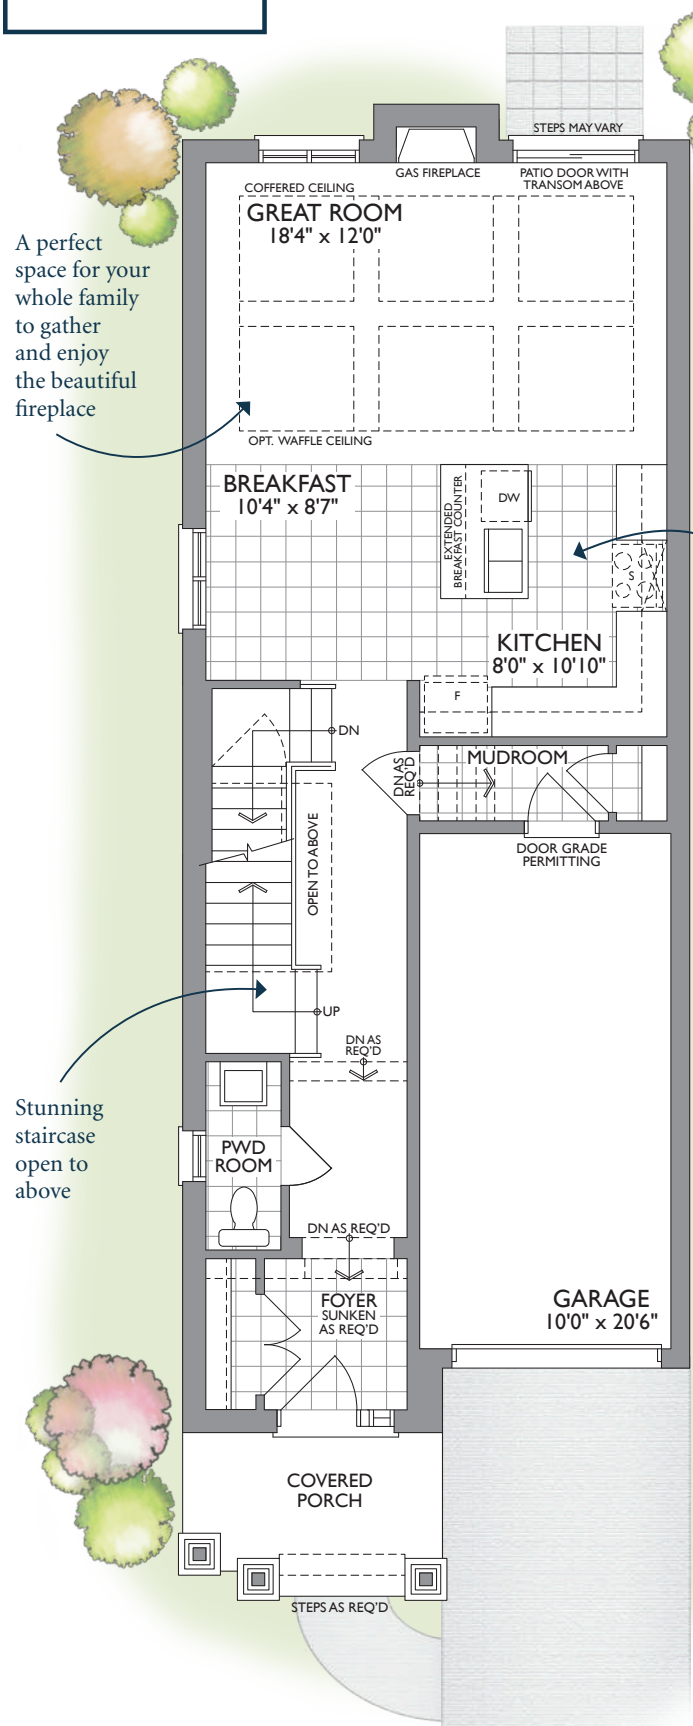 STEPS MAY VARY
GAS FIREPLACE
PATIO DOOR WITH
TRANSOM ABOVE
COFFERED CEILING
GREAT ROOM
18'4" x 12'0"
A perfect
space for your
whole family
to gather
and enjoy
the beautiful
fireplace
OPT. WAFFLE CEILING
BREAKFAST
10'4" x 8'7"
EXTENDED
BREAKFAST COUNTER
DW
S
KITCHEN
8'0" x 10'10"
F
DN
DN AS
REQ'D
MUDROOM
OPEN TO ABOVE
DOOR GRADE
PERMITTING
UP
DN AS
REQ'D
Stunning
staircase
open to
above
PWD
ROOM
DN AS REQ'D
FOYER
SUNKEN
AS REQ'D
GARAGE
10'0" x 20'6"
COVERED
PORCH
STEPS AS REQ'D